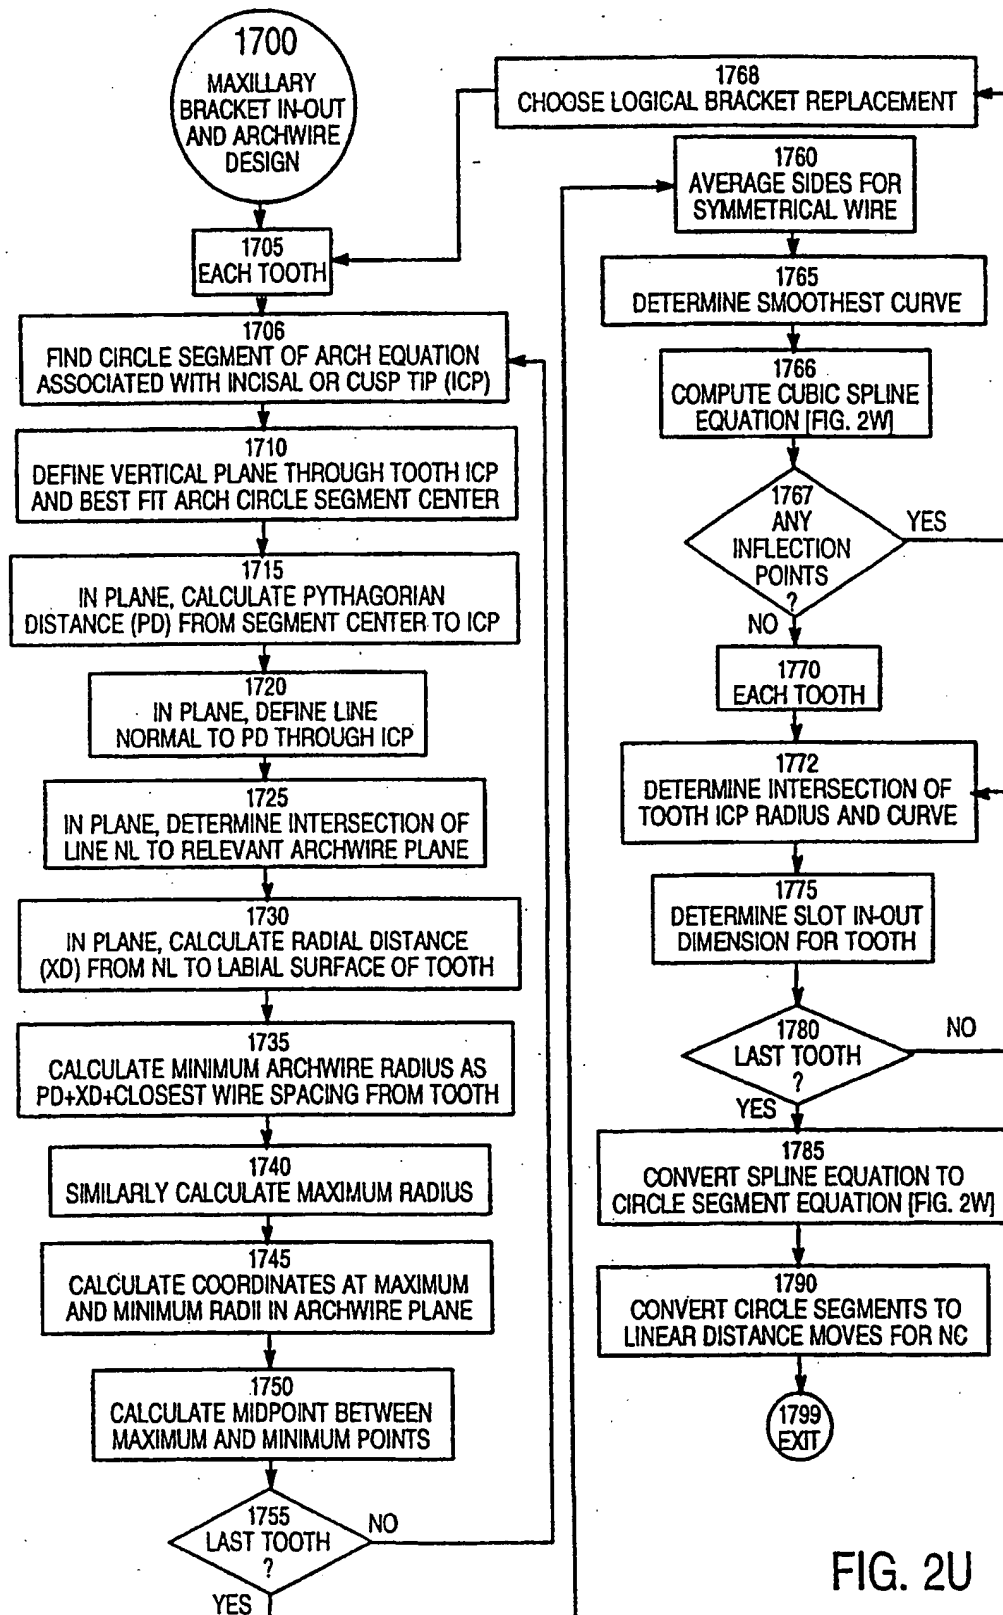 1700
MAXILLARY
BRACKET IN-OUT
AND ARCHWIRE
DESIGN
1705
EACH TOOTH
1706
FIND CIRCLE SEGMENT OF ARCH EQUATION
ASSOCIATED WITH INCISAL OR CUSP TIP (ICP)
1710
DEFINE VERTICAL PLANE THROUGH TOOTH ICP
AND BEST FIT ARCH CIRCLE SEGMENT CENTER
1715
IN PLANE, CALCULATE PYTHAGORIAN
DISTANCE (PD) FROM SEGMENT CENTER TO ICP
1720
IN PLANE, DEFINE LINE
NORMAL TO PD THROUGH ICP
1725
IN PLANE, DETERMINE INTERSECTION OF
LINE NL TO RELEVANT ARCHWIRE PLANE
1730
IN PLANE, CALCULATE RADIAL DISTANCE
(XD) FROM NL TO LABIAL SURFACE OF TOOTH
1735
CALCULATE MINIMUM ARCHWIRE RADIUS AS
PD+XD+CLOSEST WIRE SPACING FROM TOOTH
1740
SIMILARLY CALCULATE MAXIMUM RADIUS
1745
CALCULATE COORDINATES AT MAXIMUM
AND MINIMUM RADII IN ARCHWIRE PLANE
1750
CALCULATE MIDPOINT BETWEEN
MAXIMUM AND MINIMUM POINTS
1755
LAST TOOTH
?
NO
YES
1768
CHOOSE LOGICAL BRACKET REPLACEMENT
1760
AVERAGE SIDES FOR
SYMMETRICAL WIRE
1765
DETERMINE SMOOTHEST CURVE
1766
COMPUTE CUBIC SPLINE
EQUATION [FIG. 2W]
1767
ANY
INFLECTION
POINTS
?
YES
NO
1770
EACH TOOTH
1772
DETERMINE INTERSECTION OF
TOOTH ICP RADIUS AND CURVE
1775
DETERMINE SLOT IN-OUT
DIMENSION FOR TOOTH
1780
LAST TOOTH
?
NO
YES
1785
CONVERT SPLINE EQUATION TO
CIRCLE SEGMENT EQUATION [FIG. 2W]
1790
CONVERT CIRCLE SEGMENTS TO
LINEAR DISTANCE MOVES FOR NC
1799
EXIT
FIG. 2U